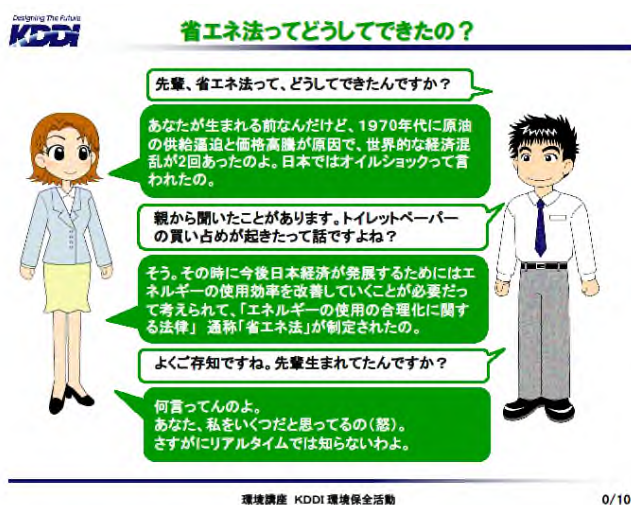 Designing The Future
KDDI
省エネ法ってどうしてできたの？
先輩、省エネ法って、どうしてできたんですか？
あなたが生まれる前なんだけど、1970年代に原油
の供給逼迫と価格高騰が原因で、世界的な経済混
乱が2回あったのよ。日本ではオイルショックって言
われたの。
親から聞いたことがあります。トイレットペーパー
の買い占めが起きたって話ですよね？
そう。その時に今後日本経済が発展するためにはエ
ネルギーの使用効率を改善していくことが必要だっ
て考えられて、「エネルギーの使用の合理化に関す
る法律」 通称「省エネ法」が制定されたの。
よくご存知ですね。先輩生まれてたんですか？
何言ってんのよ。
あなた、私をいくつだと思ってるの（怒）。
さすがにリアルタイムでは知らないわよ。
環境講座 KDDI 環境保全活動
0/10